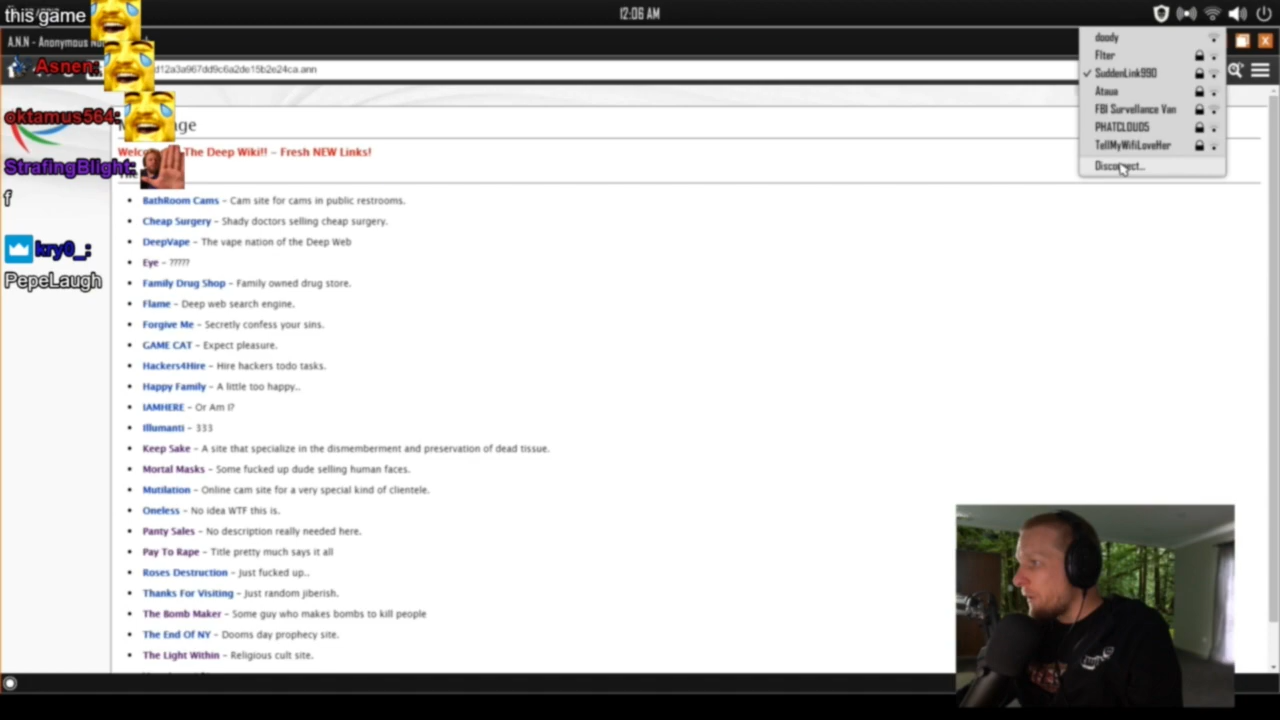 this game
12:06 AM
A.N.N - Anonymous
Asnen:
d12a3a967dd9c6a2de15b2e24ca.ann
oktamus564:
StrafingBlight:
f
kry0_:
PepeLaugh
doody
Flter
SuddenLink990
Ataua
FBI Survellance Van
PHATCLOUDS
TellMyWifiLoveHer
Disconnect...
The Deep Wiki!! - Fresh NEW Links!
BathRoom Cams - Cam site for cams in public restrooms.
Cheap Surgery - Shady doctors selling cheap surgery.
DeepVape - The vape nation of the Deep Web
Eye - ?????
Family Drug Shop - Family owned drug store.
Flame - Deep web search engine.
Forgive Me - Secretly confess your sins.
GAME CAT - Expect pleasure.
Hackers4Hire - Hire hackers todo tasks.
Happy Family - A little too happy..
IAMHERE - Or Am I?
Illumanti - 333
Keep Sake - A site that specialize in the dismemberment and preservation of dead tissue.
Mortal Masks - Some fucked up dude selling human faces.
Mutilation - Online cam site for a very special kind of clientele.
Oneless - No idea WTF this is.
Panty Sales - No description really needed here.
Pay To Rape - Title pretty much says it all
Roses Destruction - Just fucked up..
Thanks For Visiting - Just random jiberish.
The Bomb Maker - Some guy who makes bombs to kill people
The End Of NY - Dooms day prophecy site.
The Light Within - Religious cult site.